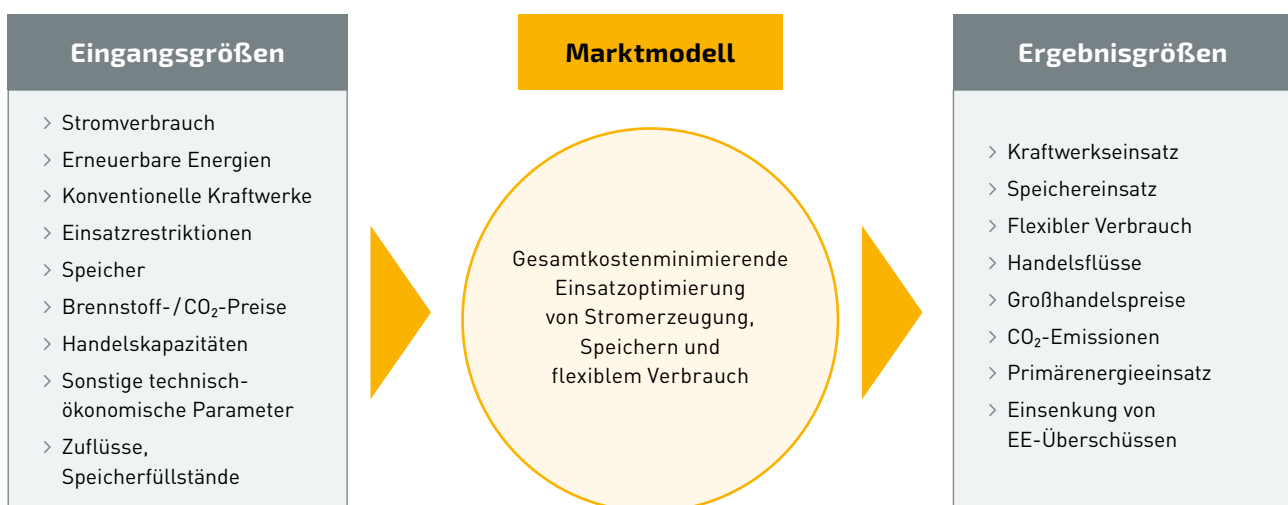 Eingangsgrößen
> Stromverbrauch
> Erneuerbare Energien
> Konventionelle Kraftwerke
> Einsatzrestriktionen
> Speicher
> Brennstoff-/CO₂-Preise
> Handelskapazitäten
> Sonstige technisch-
ökonomische Parameter
> Zuflüsse,
Speicherfüllstände
Marktmodell
Gesamtkostenminimierende
Einsatzoptimierung
von Stromerzeugung,
Speichern und
flexiblem Verbrauch
Ergebnisgrößen
> Kraftwerkseinsatz
> Speichereinsatz
> Flexibler Verbrauch
> Handelsflüsse
> Großhandelspreise
> CO₂-Emissionen
> Primärenergieeinsatz
> Einsenkung von
EE-Überschüssen